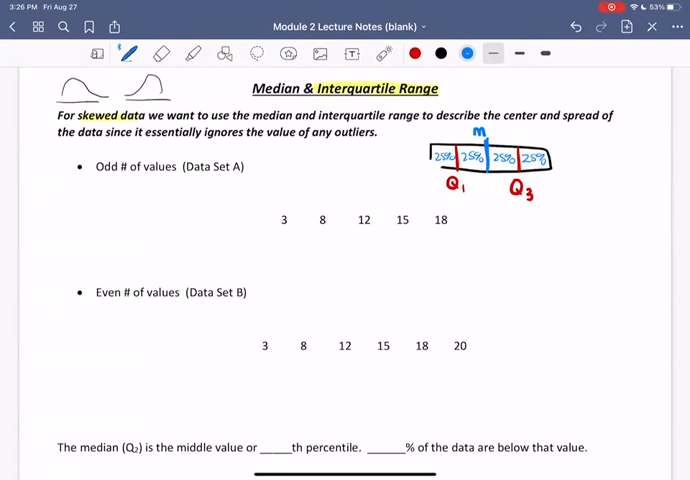 3:26 PM Fri Aug 27
53%
Module 2 Lecture Notes (blank)
Median & Interquartile Range
For skewed data we want to use the median and interquartile range to describe the center and spread of
the data since it essentially ignores the value of any outliers.
m
25% 25% 25% 25%
Q1 Q3
• Odd # of values (Data Set A)
3 8 12 15 18
• Even # of values (Data Set B)
3 8 12 15 18 20
The median (Q₂) is the middle value or _____th percentile. ______% of the data are below that value.